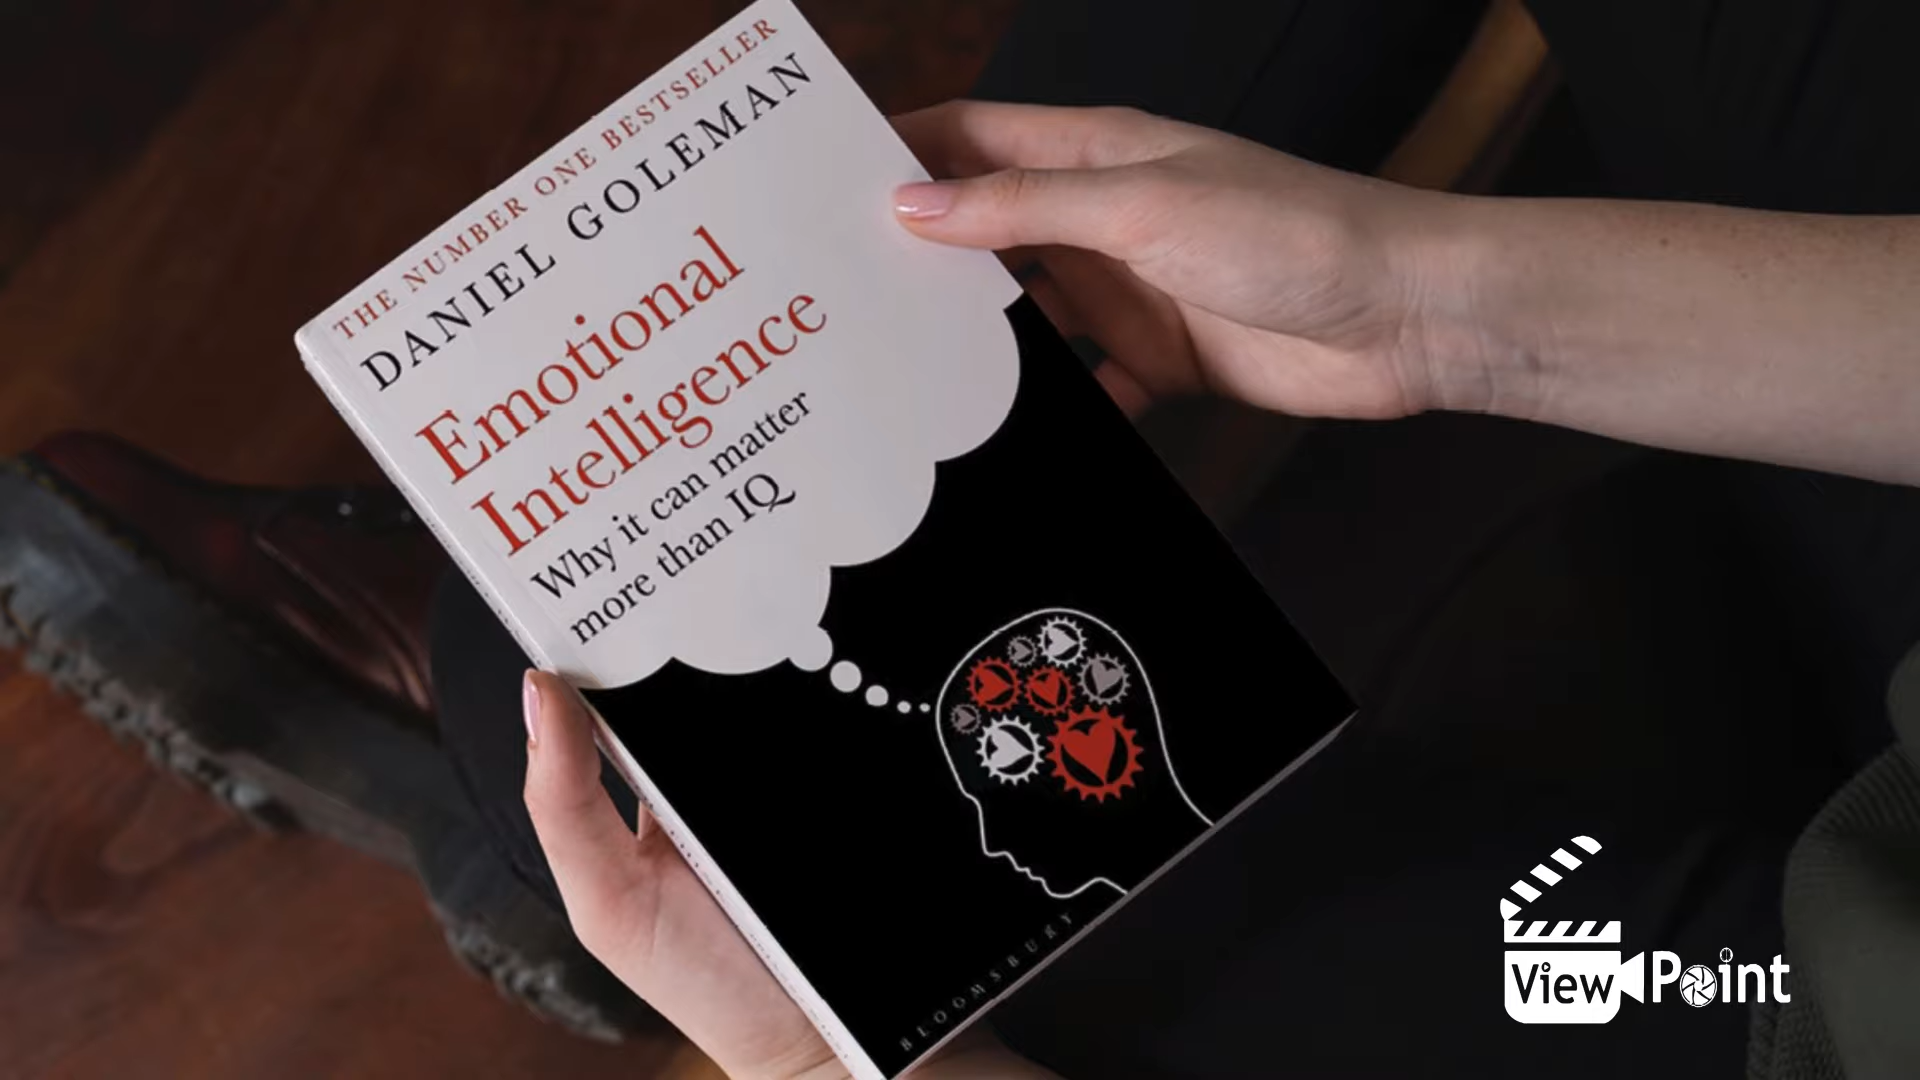 THE NUMBER ONE BESTSELLER
DANIEL GOLEMAN
Emotional
Intelligence
Why it can matter
more than IQ
BLOOMSBURY
View Point